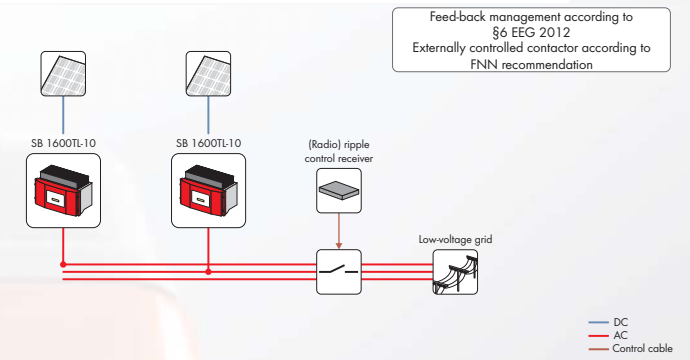 Feed-back management according to
§6 EEG 2012
Externally controlled contactor according to
FNN recommendation
SB 1600TL-10
SB 1600TL-10
(Radio) ripple
control receiver
Low-voltage grid
DC
AC
Control cable